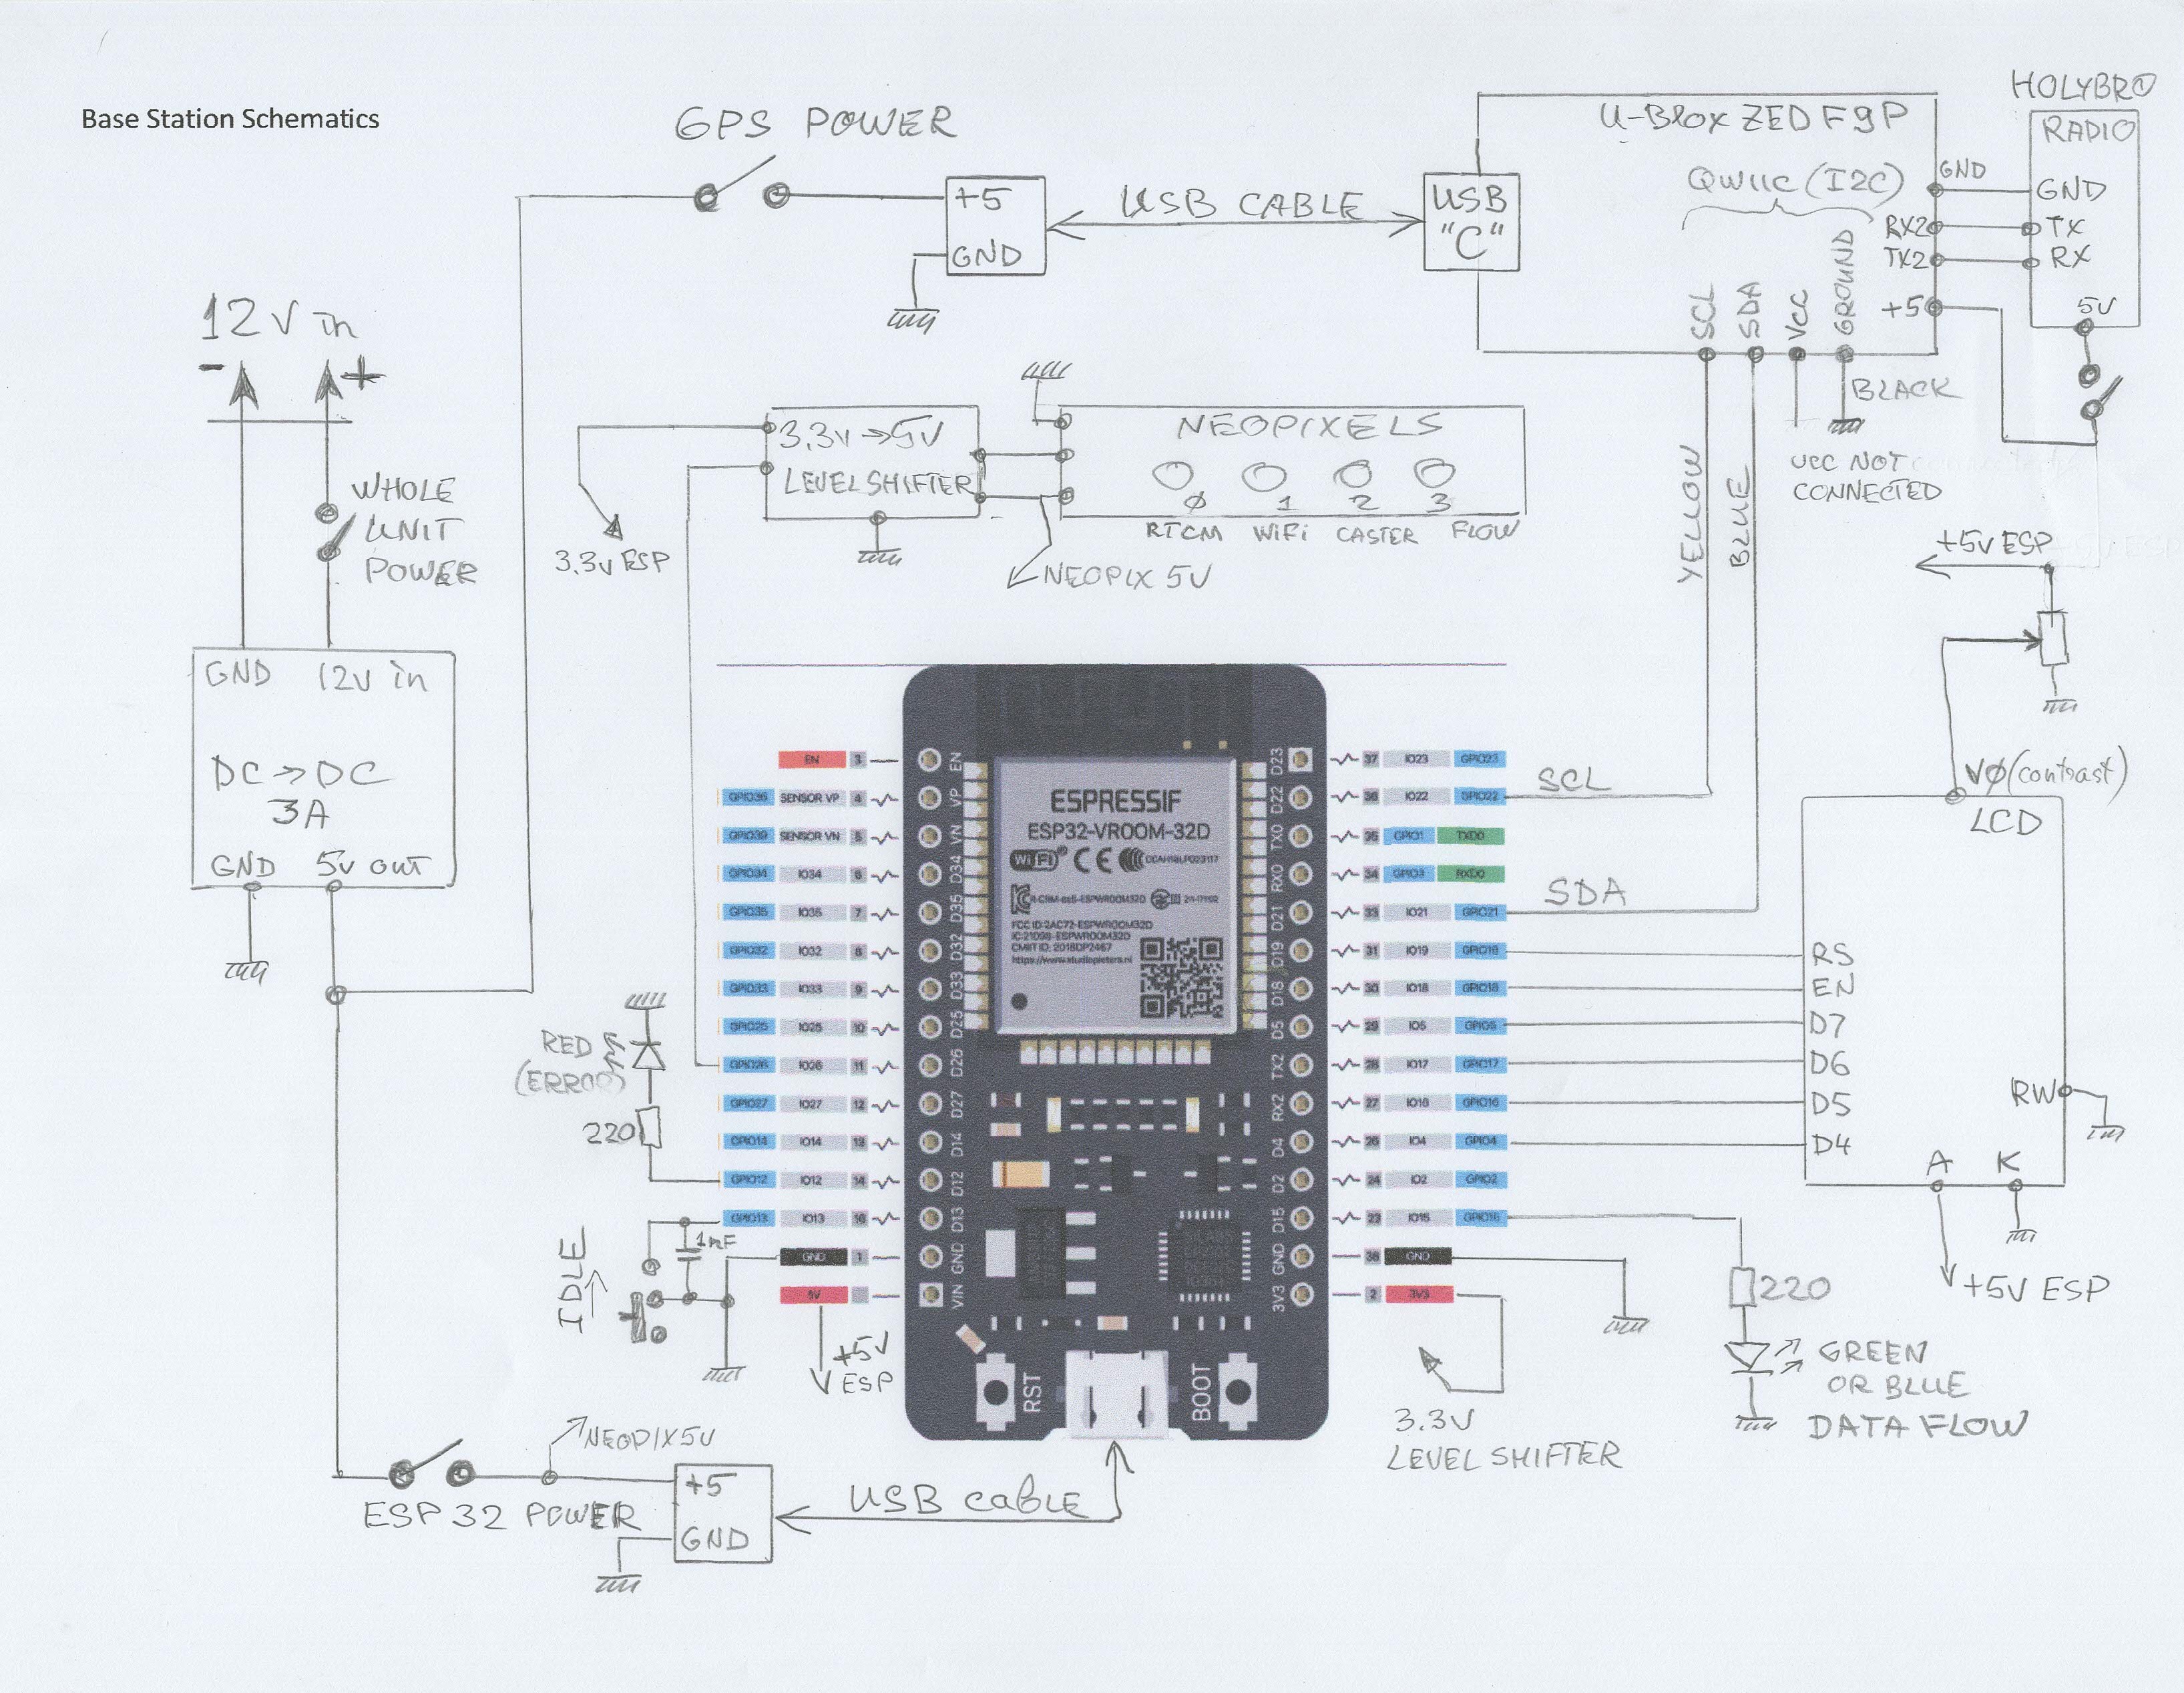 Base Station Schematics
GPS POWER
+5
GND
USB CABLE
USB
"C"
U-Blox ZED F9P
QWIIC (I2C)
GND
RX2
TX2
+5
SCL
SDA
Vcc
GROUND
HOLYBRO
RADIO
GND
TX
RX
5V
BLACK
VCC NOT
CONNECTED
YELLOW
BLUE
12V in
- +
WHOLE
UNIT
POWER
GND 12V in
DC→DC
3A
GND 5V OUT
3.3V→5V
LEVEL SHIFTER
3.3V ESP
NEOPIXELS
Ø 1 2 3
RTCM WiFi CASTER FLOW
NEOPIX 5V
+5V ESP
VØ (contrast)
LCD
RS
EN
D7
D6
D5
D4
RW
A K
+5V ESP
SCL
SDA
EN 3
GPIO36 SENSOR VP 4
GPIO39 SENSOR VN 5
GPIO34 IO34 6
GPIO35 IO35 7
GPIO32 IO32 8
GPIO33 IO33 9
GPIO25 IO25 10
GPIO26 IO26 11
GPIO27 IO27 12
GPIO14 IO14 13
GPIO12 IO12 14
GPIO13 IO13 16
GND 1
5V
EN
VP
VN
D34
D35
D32
D33
D25
D26
D27
D14
D12
D13
GND
VIN
ESPRESSIF
ESP32-VROOM-32D
WiFi CE
FCC ID:2AC72-ESPWROOM32D
IC:21098-ESPWROOM32D
CMIIT ID: 2018DP2467
https://www.studiopieters.nl
D23
D22
TX0
RX0
D21
D19
D18
D5
TX2
RX2
D4
D2
D15
GND
3V3
37 IO23 GPIO23
36 IO22 GPIO22
35 GPIO1 TXD0
34 GPIO3 RXD0
33 IO21 GPIO21
31 IO19 GPIO19
30 IO18 GPIO18
29 IO5 GPIO5
28 IO17 GPIO17
27 IO16 GPIO16
26 IO4 GPIO4
24 IO2 GPIO2
23 IO15 GPIO15
38 GND
2 3V3
RST
BOOT
RED
(ERROR)
220
1nF
IDLE
+5V
ESP
3.3V
LEVEL SHIFTER
220
GREEN
OR BLUE
DATA FLOW
NEOPIX5V
ESP 32 POWER
+5
GND
USB CABLE